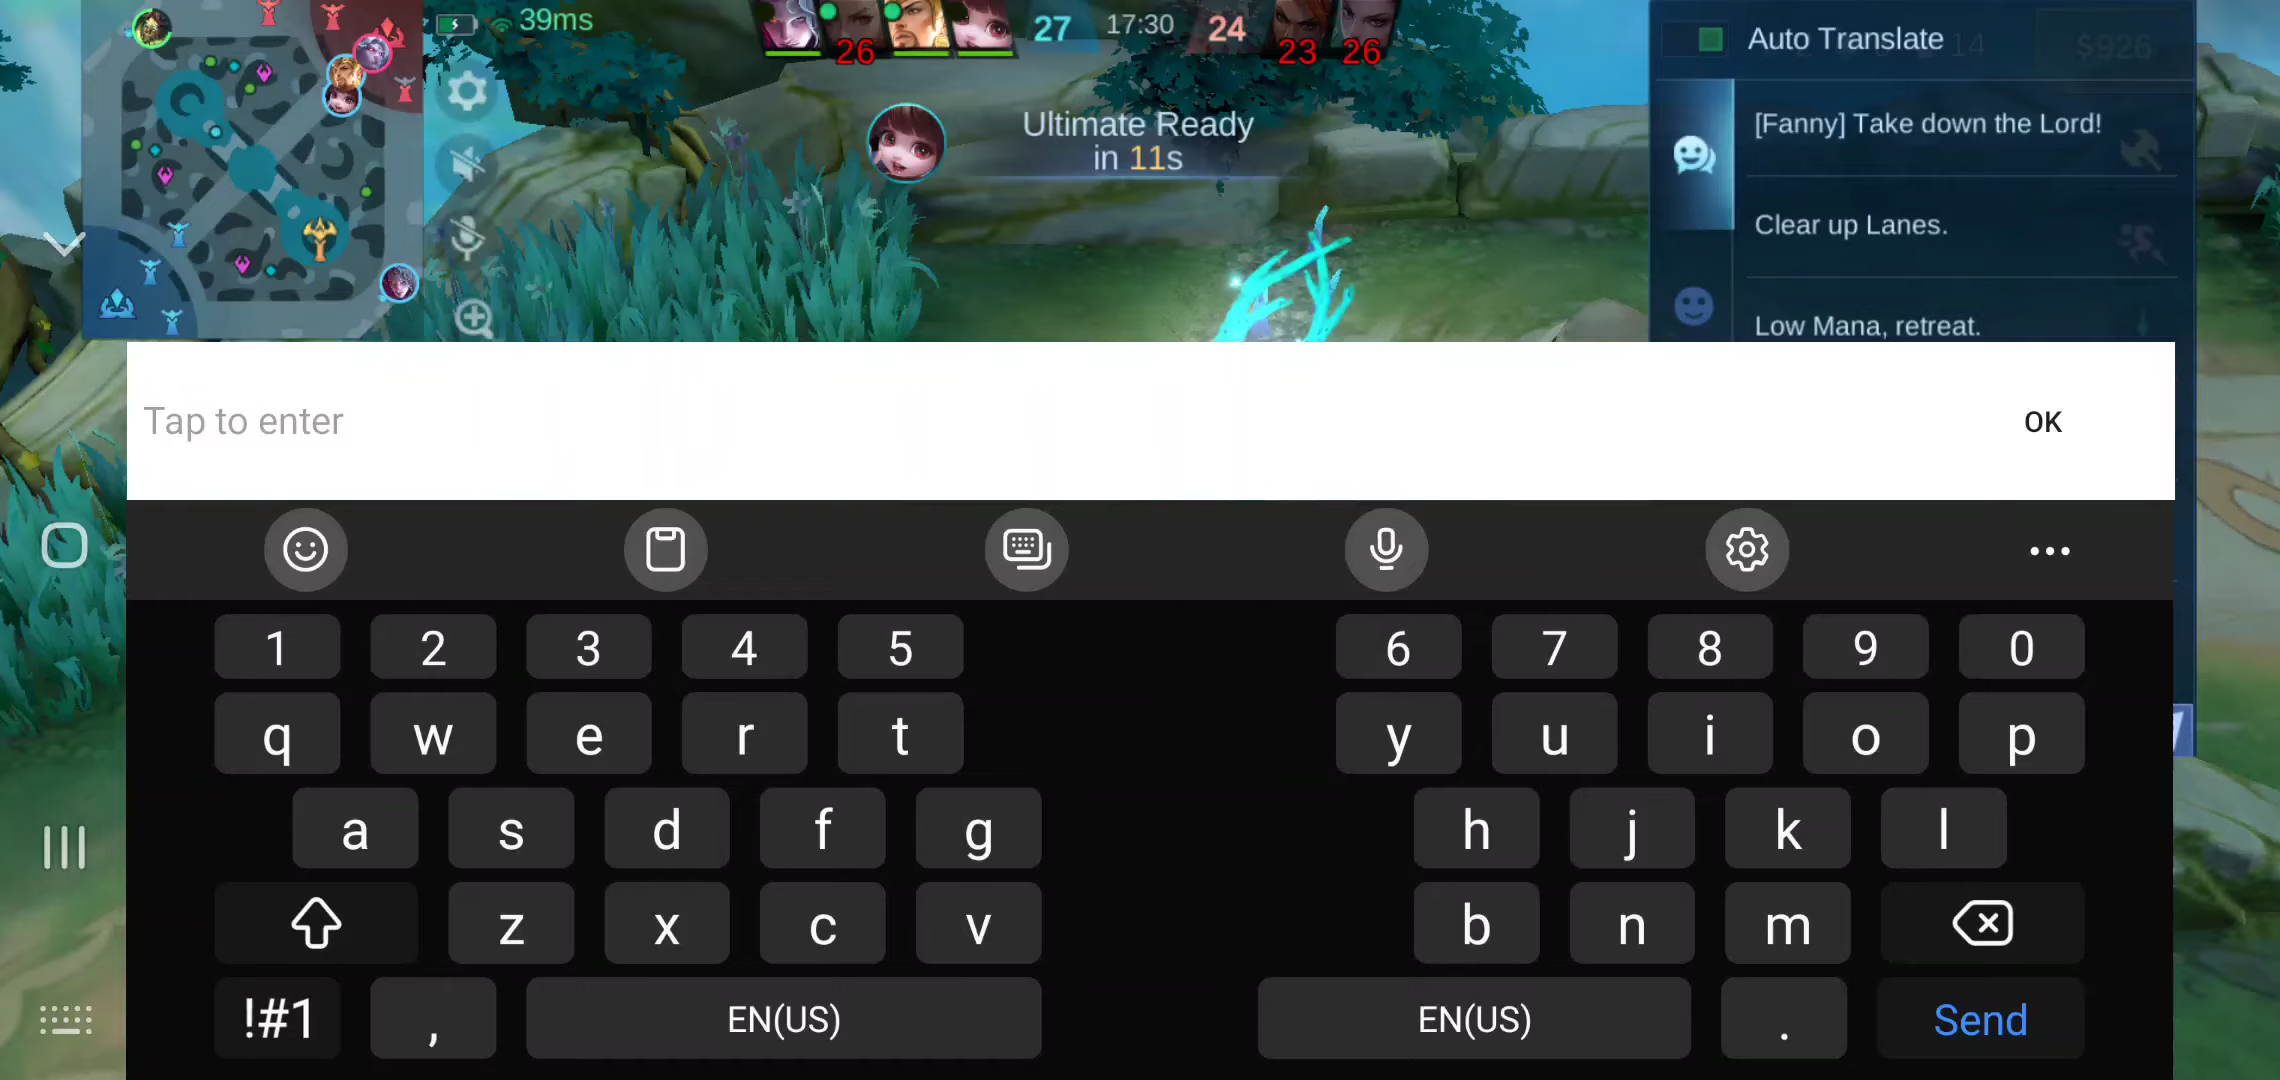 39ms
26
27
17:30
24
23
26
Auto Translate
14
$926
Ultimate Ready
in 11s
[Fanny] Take down the Lord!
Clear up Lanes.
Low Mana, retreat.
Tap to enter
OK
1 2 3 4 5 6 7 8 9 0
q w e r t y u i o p
a s d f g h j k l
z x c v b n m
!#1 , EN(US) EN(US) . Send